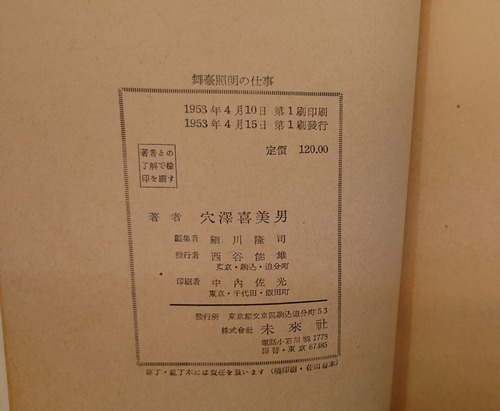 舞臺照明の仕事
1953年4月10日 第1刷印刷
1953年4月15日 第1刷發行
定價 120.00
著者との
了解で檢
印を廢す
著者 穴澤喜美男
編集者 細川隆司
發行者 西谷能雄
東京・駒込・追分町
印刷者 中內佐光
東京・千代田・飯田町
發行所 東京都文京區駒込追分町53
株式會社 未來社
電話小石川 1778
振替・東京 87385
落丁・亂丁本には責任を負います